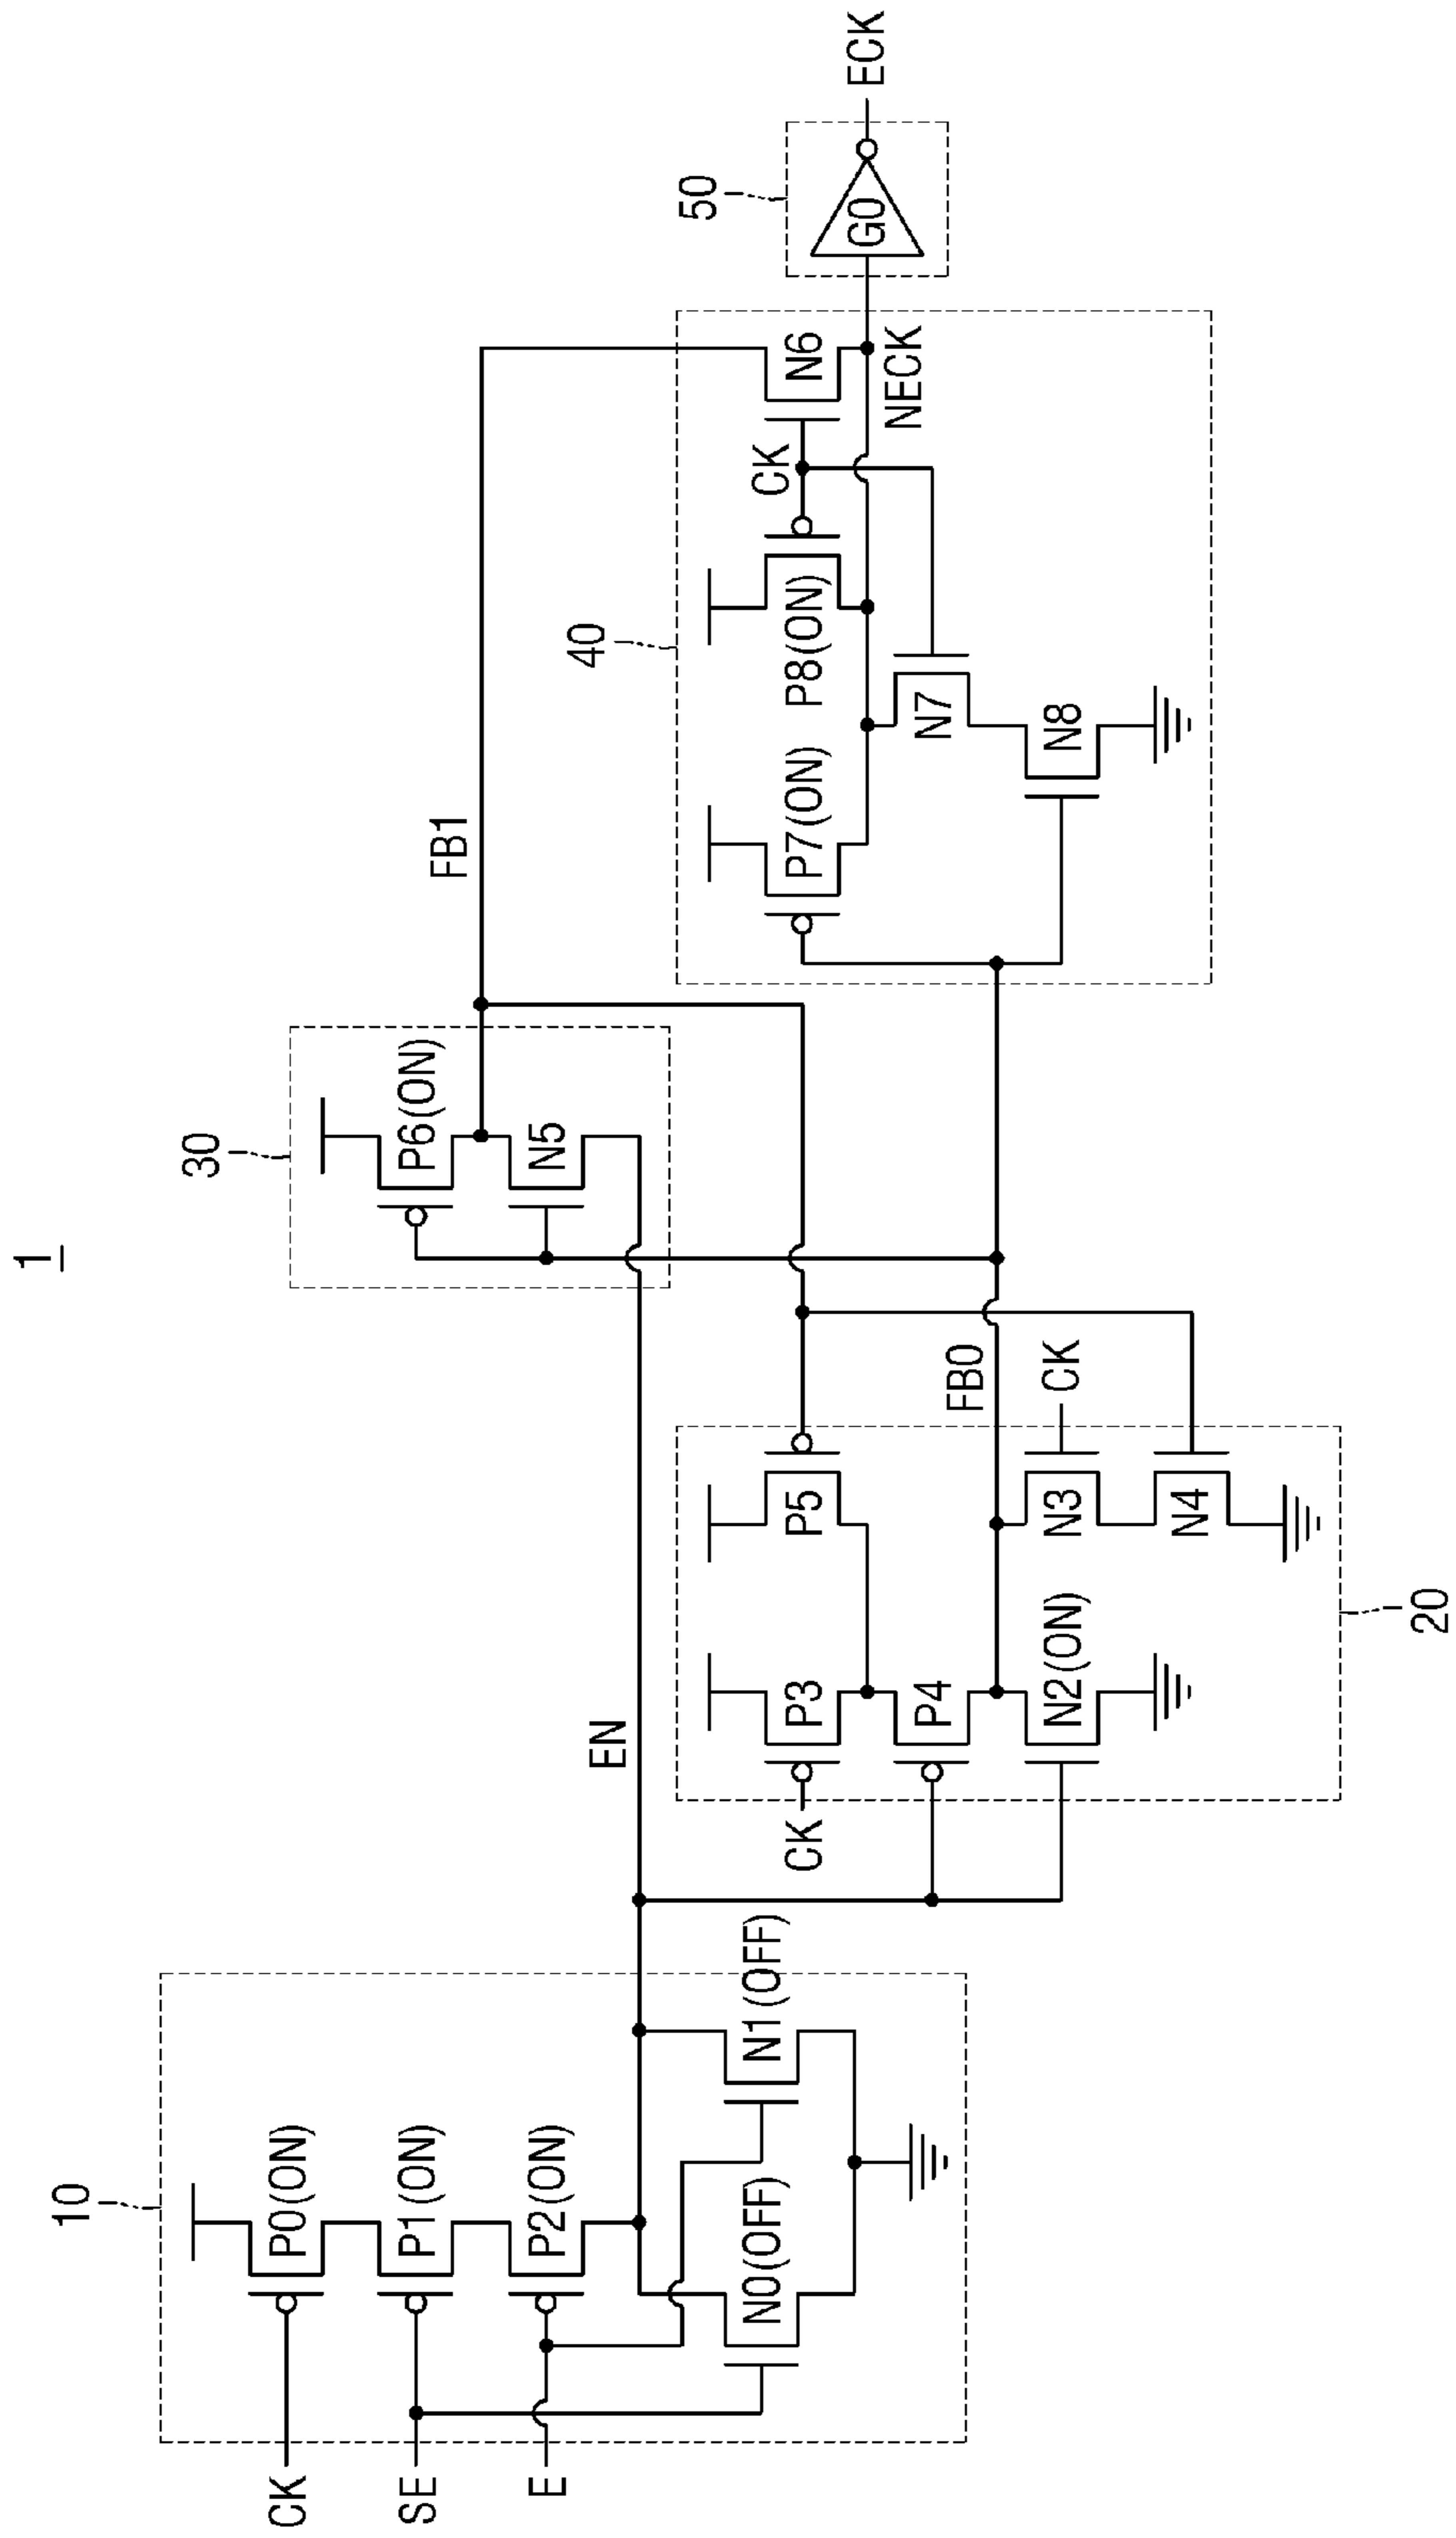 1
10
CK
SE
E
P0(ON)
P1(ON)
P2(ON)
N0(OFF)
N1(OFF)
EN
20
CK
P3
P4
N2(ON)
P5
FB0
N3
CK
N4
30
P6(ON)
N5
FB1
40
P7(ON)
P8(ON)
CK
N6
N7
N8
NECK
50
G0
ECK